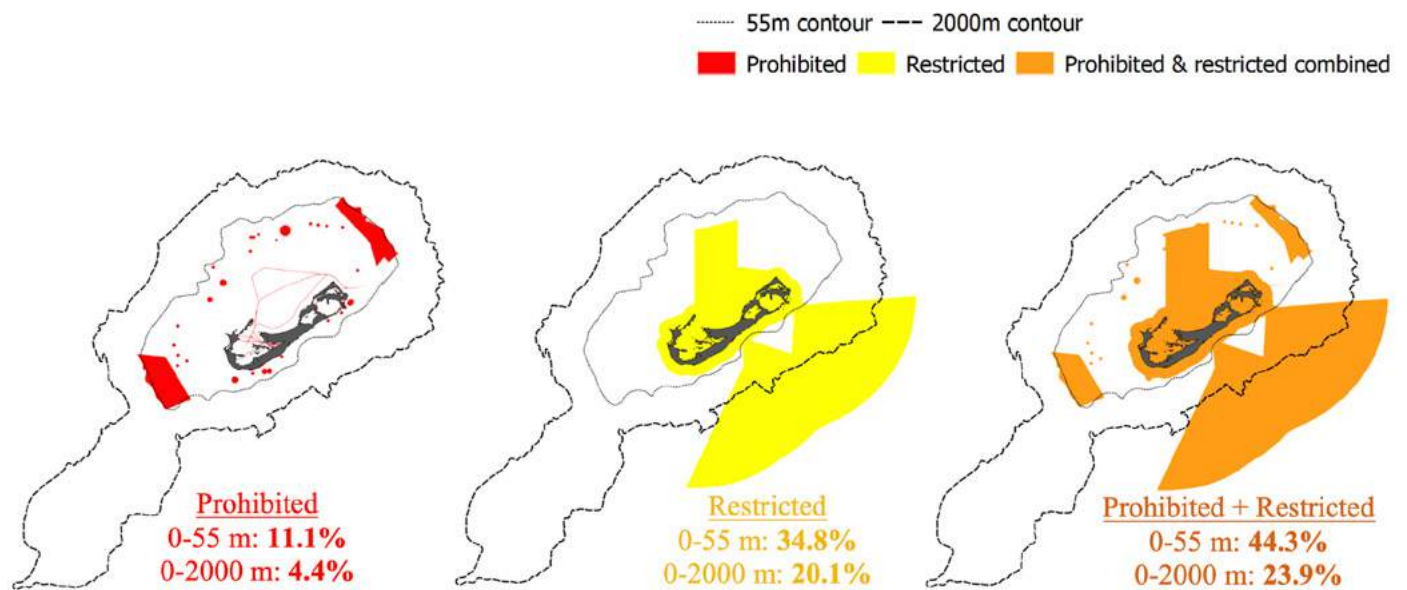 55m contour 2000m contour
Prohibited Restricted Prohibited & restricted combined
Prohibited
0-55 m: 11.1%
0-2000 m: 4.4%
Restricted
0-55 m: 34.8%
0-2000 m: 20.1%
Prohibited + Restricted
0-55 m: 44.3%
0-2000 m: 23.9%